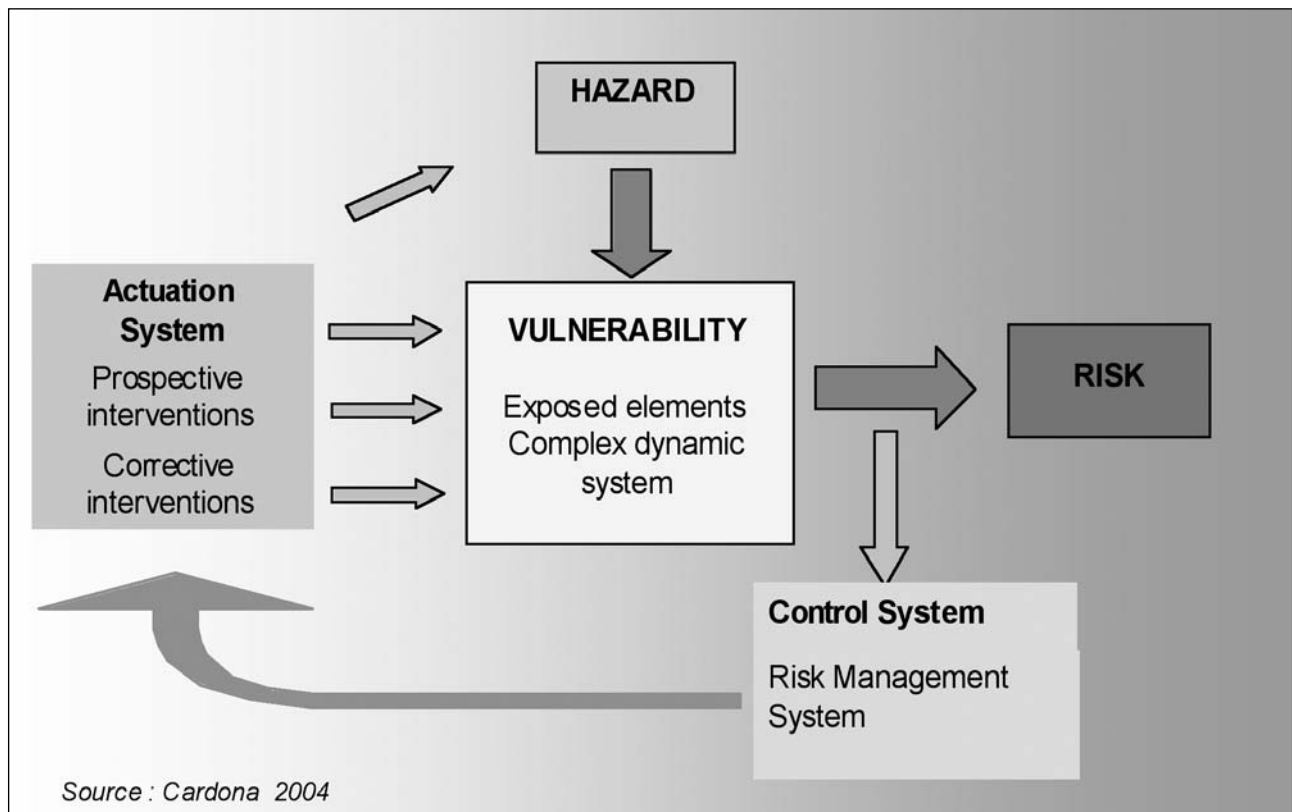 HAZARD
Actuation
System
Prospective
interventions
Corrective
interventions
VULNERABILITY
Exposed elements
Complex dynamic
system
RISK
Control System
Risk Management
System
Source : Cardona 2004